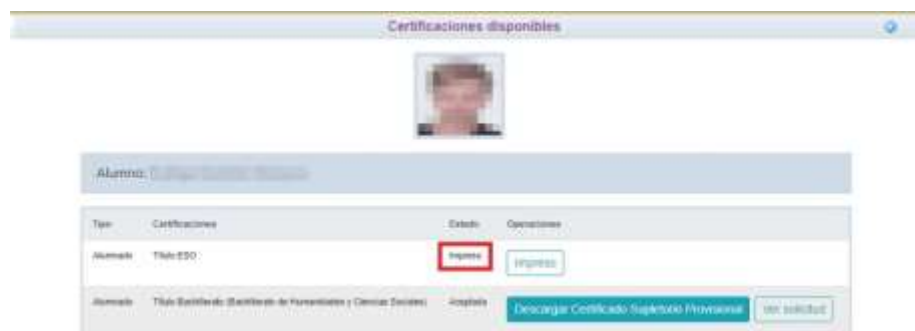 Certificaciones disponibles
Alumno:
Tipo Certificaciones Estado Operaciones
Alumnado Título ESO Impreso Impreso
Alumnado Título Bachillerato (Bachillerato de Humanidades y Ciencias Sociales) Aceptada Descargar Certificado Supletorio Provisional Ver solicitud